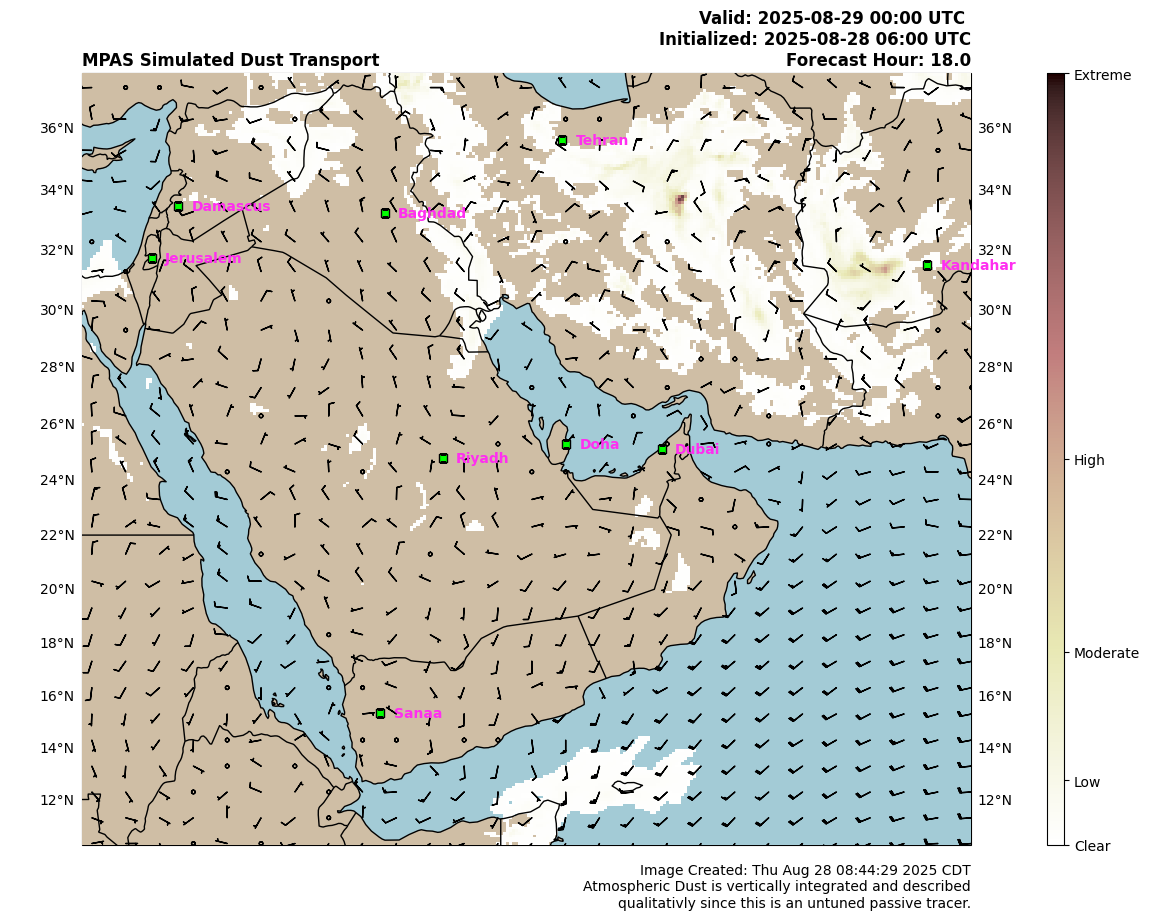 Valid: 2025-08-29 00:00 UTC
Initialized: 2025-08-28 06:00 UTC
MPAS Simulated Dust Transport Forecast Hour: 18.0
Extreme
36°N 36°N
Tehran
34°N 34°N
Damascus
Baghdad
32°N 32°N
Jerusalem
Kandahar
30°N 30°N
28°N 28°N
26°N 26°N
Doha
Dubai
Riyadh
High
24°N 24°N
22°N 22°N
20°N 20°N
18°N 18°N
Moderate
16°N 16°N
Sanaa
14°N 14°N
Low
12°N 12°N
Clear
Image Created: Thu Aug 28 08:44:29 2025 CDT
Atmospheric Dust is vertically integrated and described
qualitativly since this is an untuned passive tracer.